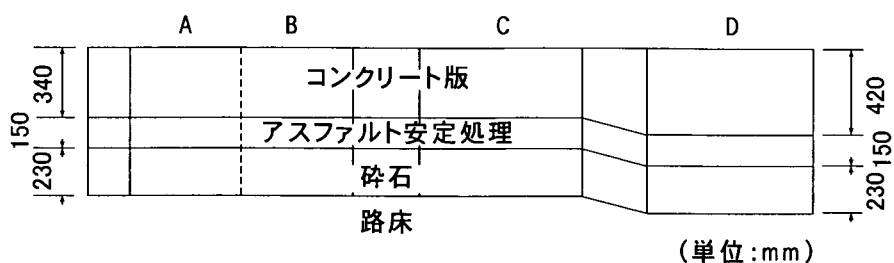 A B C D
コンクリート版
アスファルト安定処理
砕石
路床
340
150
230
420
150
230
(単位:mm)